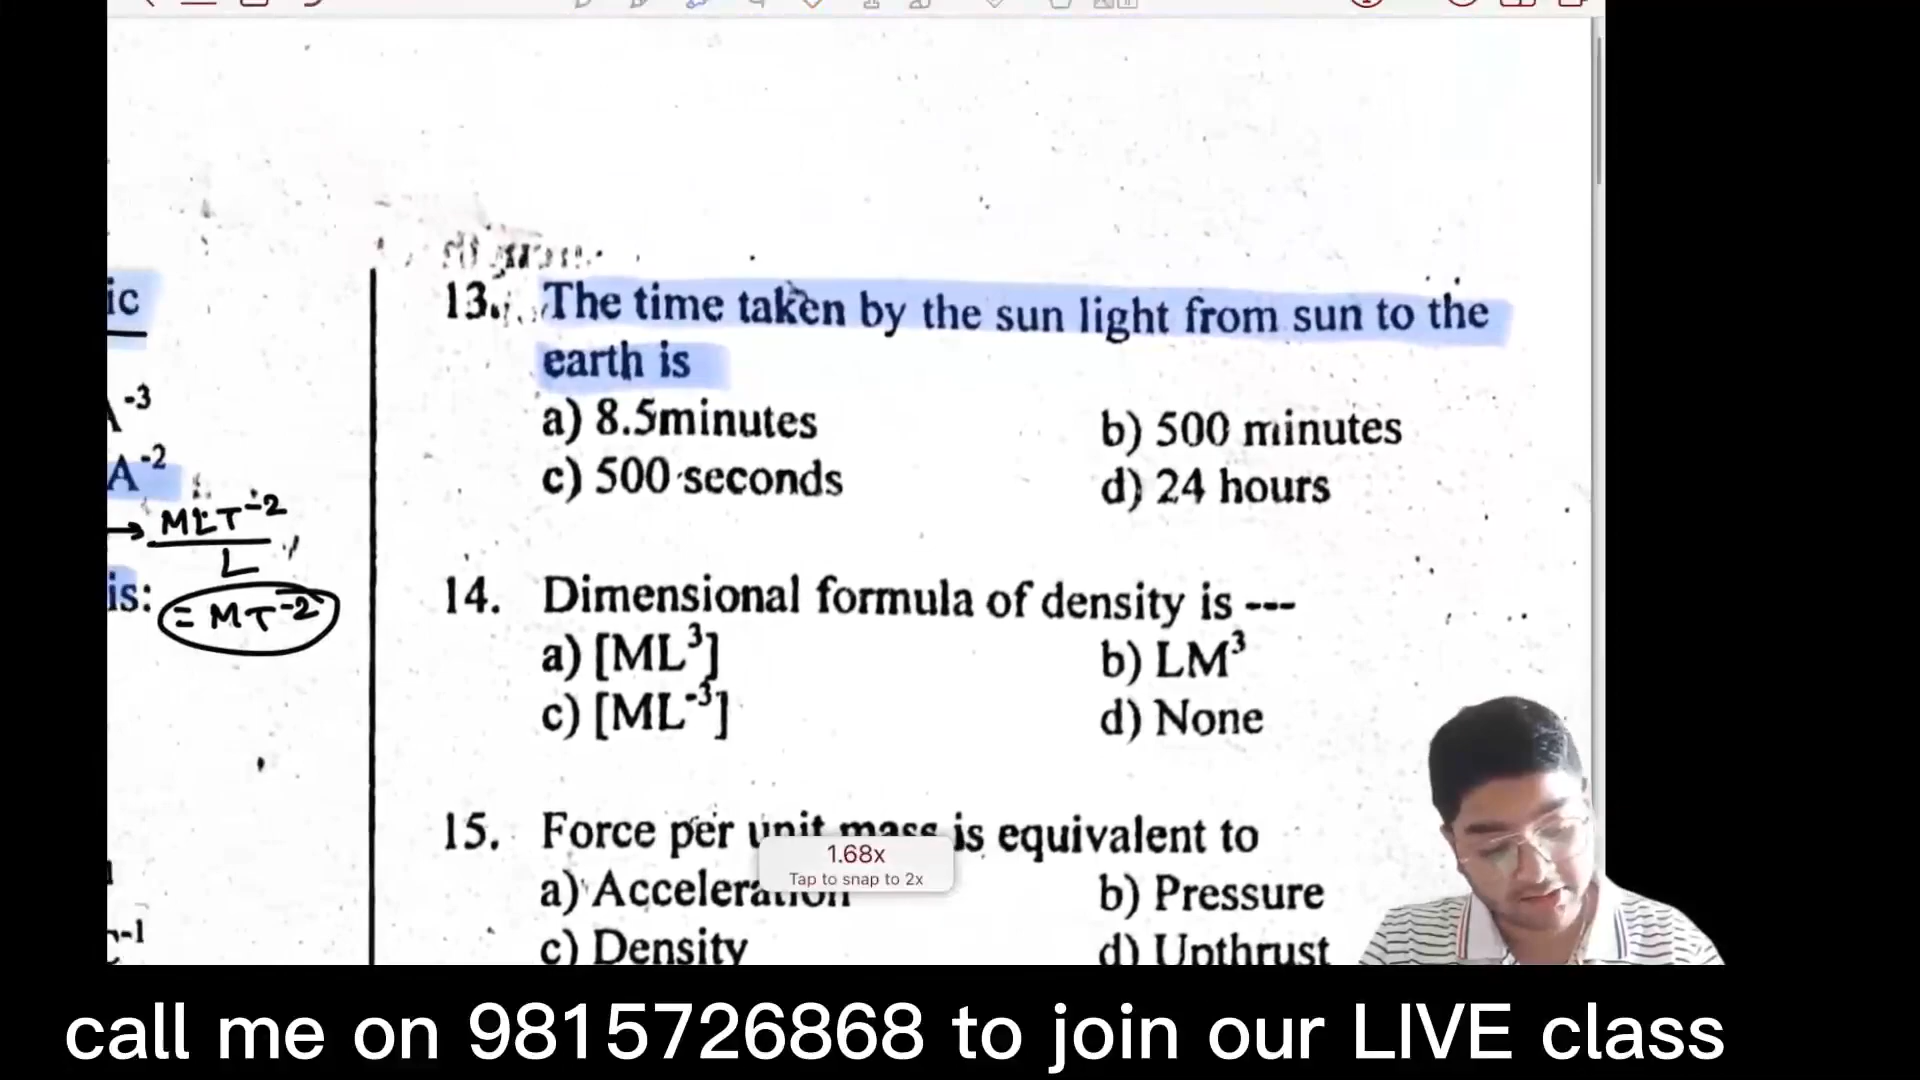 ic
-3
A-2
→ MLT-2
L
is: = MT-2
-1
13. The time taken by the sun light from sun to the
earth is
a) 8.5minutes b) 500 minutes
c) 500 seconds d) 24 hours
14. Dimensional formula of density is ---
a) [ML3] b) LM3
c) [ML-3] d) None
15. Force per unit mass is equivalent to
a) Acceleration b) Pressure
c) Density d) Upthrust
1.68x
Tap to snap to 2x
call me on 9815726868 to join our LIVE class